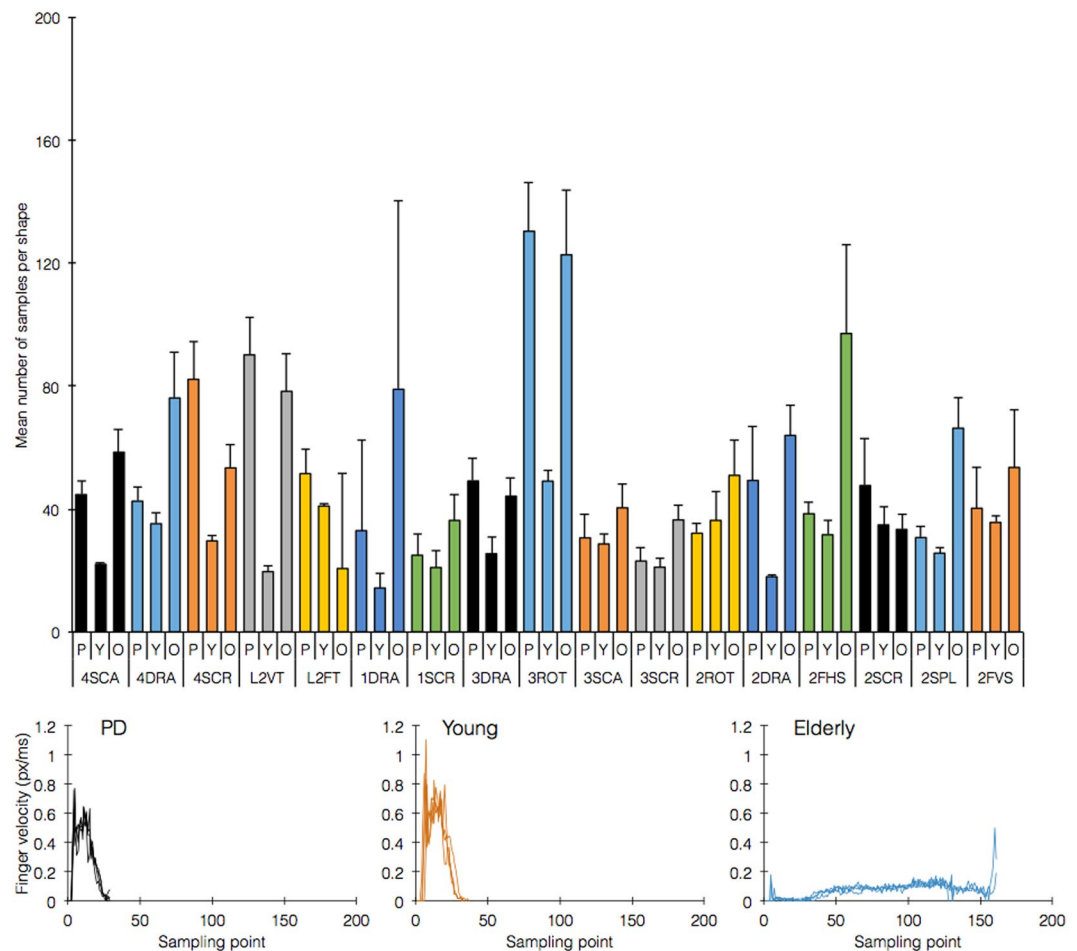 200
160
120
80
40
0
Mean number of samples per shape
P Y O P Y O P Y O P Y O P Y O P Y O P Y O P Y O P Y O P Y O P Y O P Y O P Y O P Y O P Y O P Y O P Y O
4SCA 4DRA 4SCR L2VT L2FT 1DRA 1SCR 3DRA 3ROT 3SCA 3SCR 2ROT 2DRA 2FHS 2SCR 2SPL 2FVS
PD
1.2
1
0.8
0.6
0.4
0.2
0
Finger velocity (px/ms)
0 50 100 150 200
Sampling point
Young
1.2
1
0.8
0.6
0.4
0.2
0
0 50 100 150 200
Sampling point
Elderly
1.2
1
0.8
0.6
0.4
0.2
0
0 50 100 150 200
Sampling point